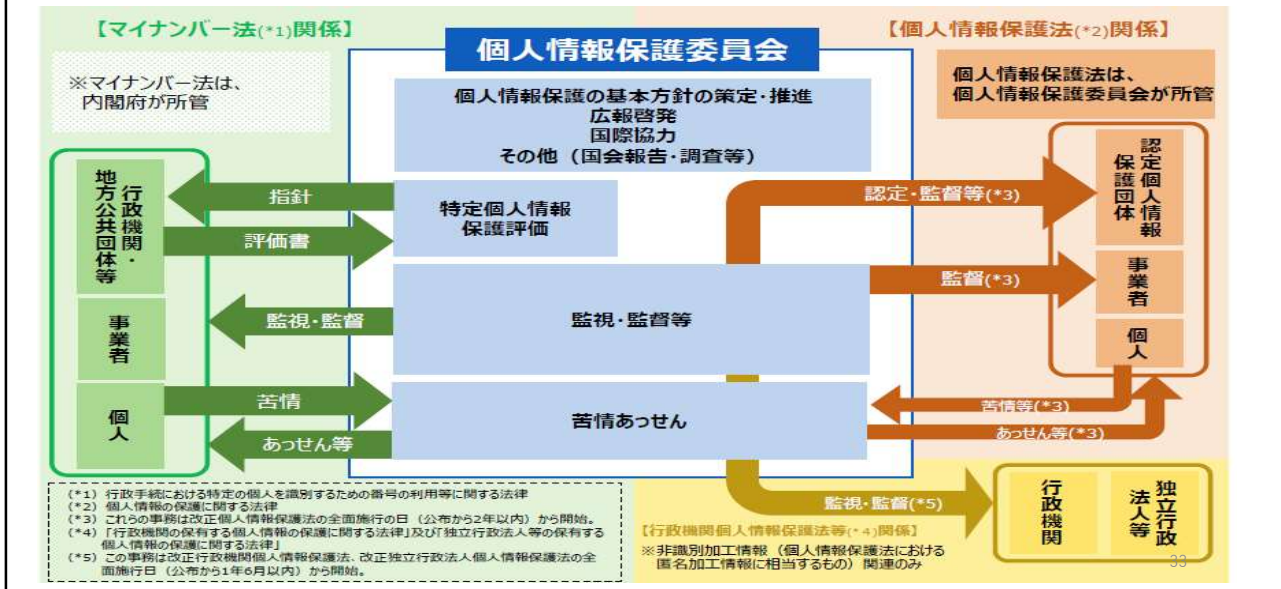 【マイナンバー法(*1)関係】
【個人情報保護法(*2)関係】
個人情報保護委員会
※マイナンバー法は、
内閣府が所管
個人情報保護法は、
個人情報保護委員会が所管
個人情報保護の基本方針の策定・推進
広報啓発
国際協力
その他（国会報告・調査等）
行政機関・
地方公共団体等
事業者
個人
指針
評価書
監視・監督
苦情
あっせん等
特定個人情報
保護評価
監視・監督等
苦情あっせん
認定・監督等(*3)
監督(*3)
苦情等(*3)
あっせん等(*3)
認定個人情報
保護団体
事業者
個人
監視・監督(*5)
行政機関
独立行政
法人等
【行政機関個人情報保護法等(*4)関係】
※非識別加工情報（個人情報保護法における
匿名加工情報に相当するもの）関連のみ
(*1) 行政手続における特定の個人を識別するための番号の利用等に関する法律
(*2) 個人情報の保護に関する法律
(*3) これらの事務は改正個人情報保護法の全面施行の日（公布から2年以内）から開始。
(*4)「行政機関の保有する個人情報の保護に関する法律」及び「独立行政法人等の保有する
個人情報の保護に関する法律」
(*5) この事務は改正行政機関個人情報保護法、改正独立行政法人個人情報保護法の全
面施行日（公布から1年6月以内）から開始。
33